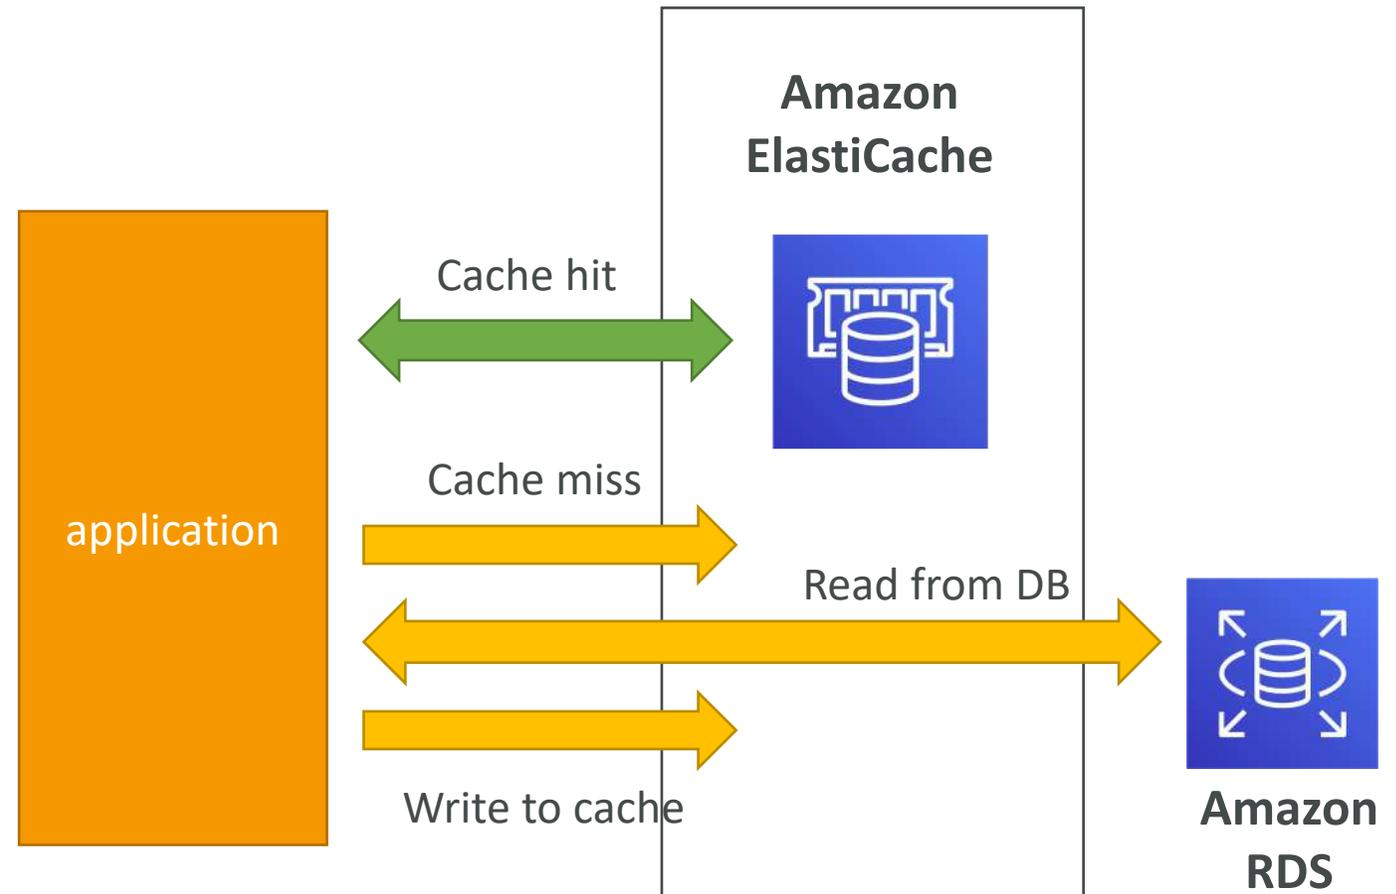 Amazon
ElastiCache
Cache hit
Cache miss
application
Read from DB
Write to cache
Amazon
RDS